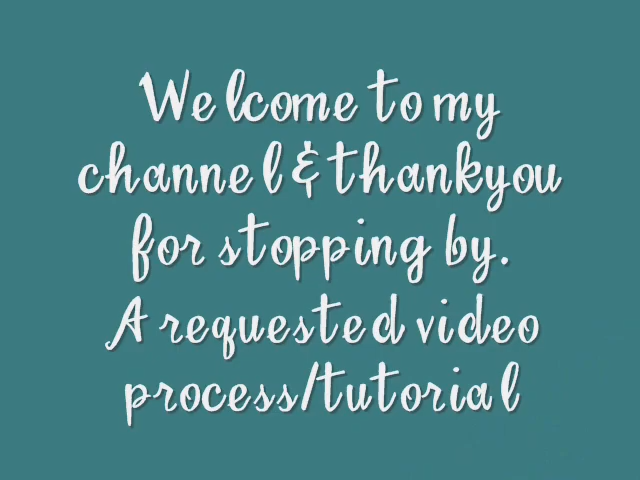 Welcome to my
channel & thankyou
for stopping by.
A requested video
process/tutorial